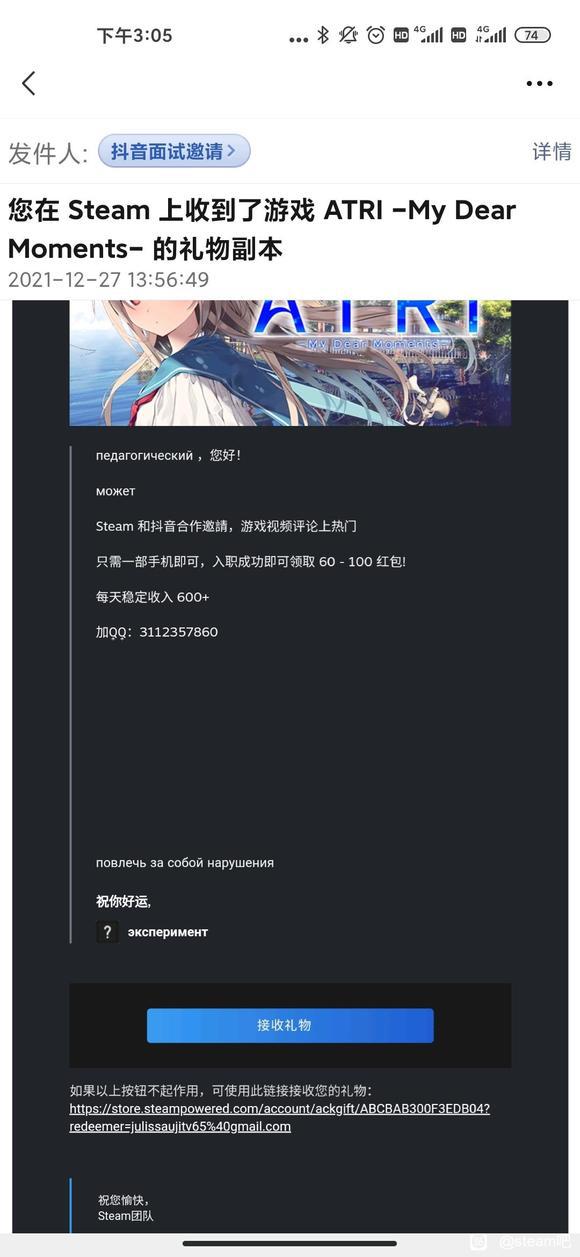 下午3:05
HD 4G HD 4G 74
发件人: 抖音面试邀请 详情
您在 Steam 上收到了游戏 ATRI -My Dear
Moments- 的礼物副本
2021-12-27 13:56:49
ATRI
My Dear Moments
педагогический ，您好！
может
Steam 和抖音合作邀請，游戏视频评论上热门
只需一部手机即可，入职成功即可领取 60 - 100 红包!
每天稳定收入 600+
加QQ：3112357860
повлечь за собой нарушения
祝你好运,
? эксперимент
接收礼物
如果以上按钮不起作用，可使用此链接接收您的礼物：
https://store.steampowered.com/account/ackgift/ABCBAB300F3EDB04?
redeemer=julissaujitv65%40gmail.com
祝您愉快，
Steam团队
@steam吧